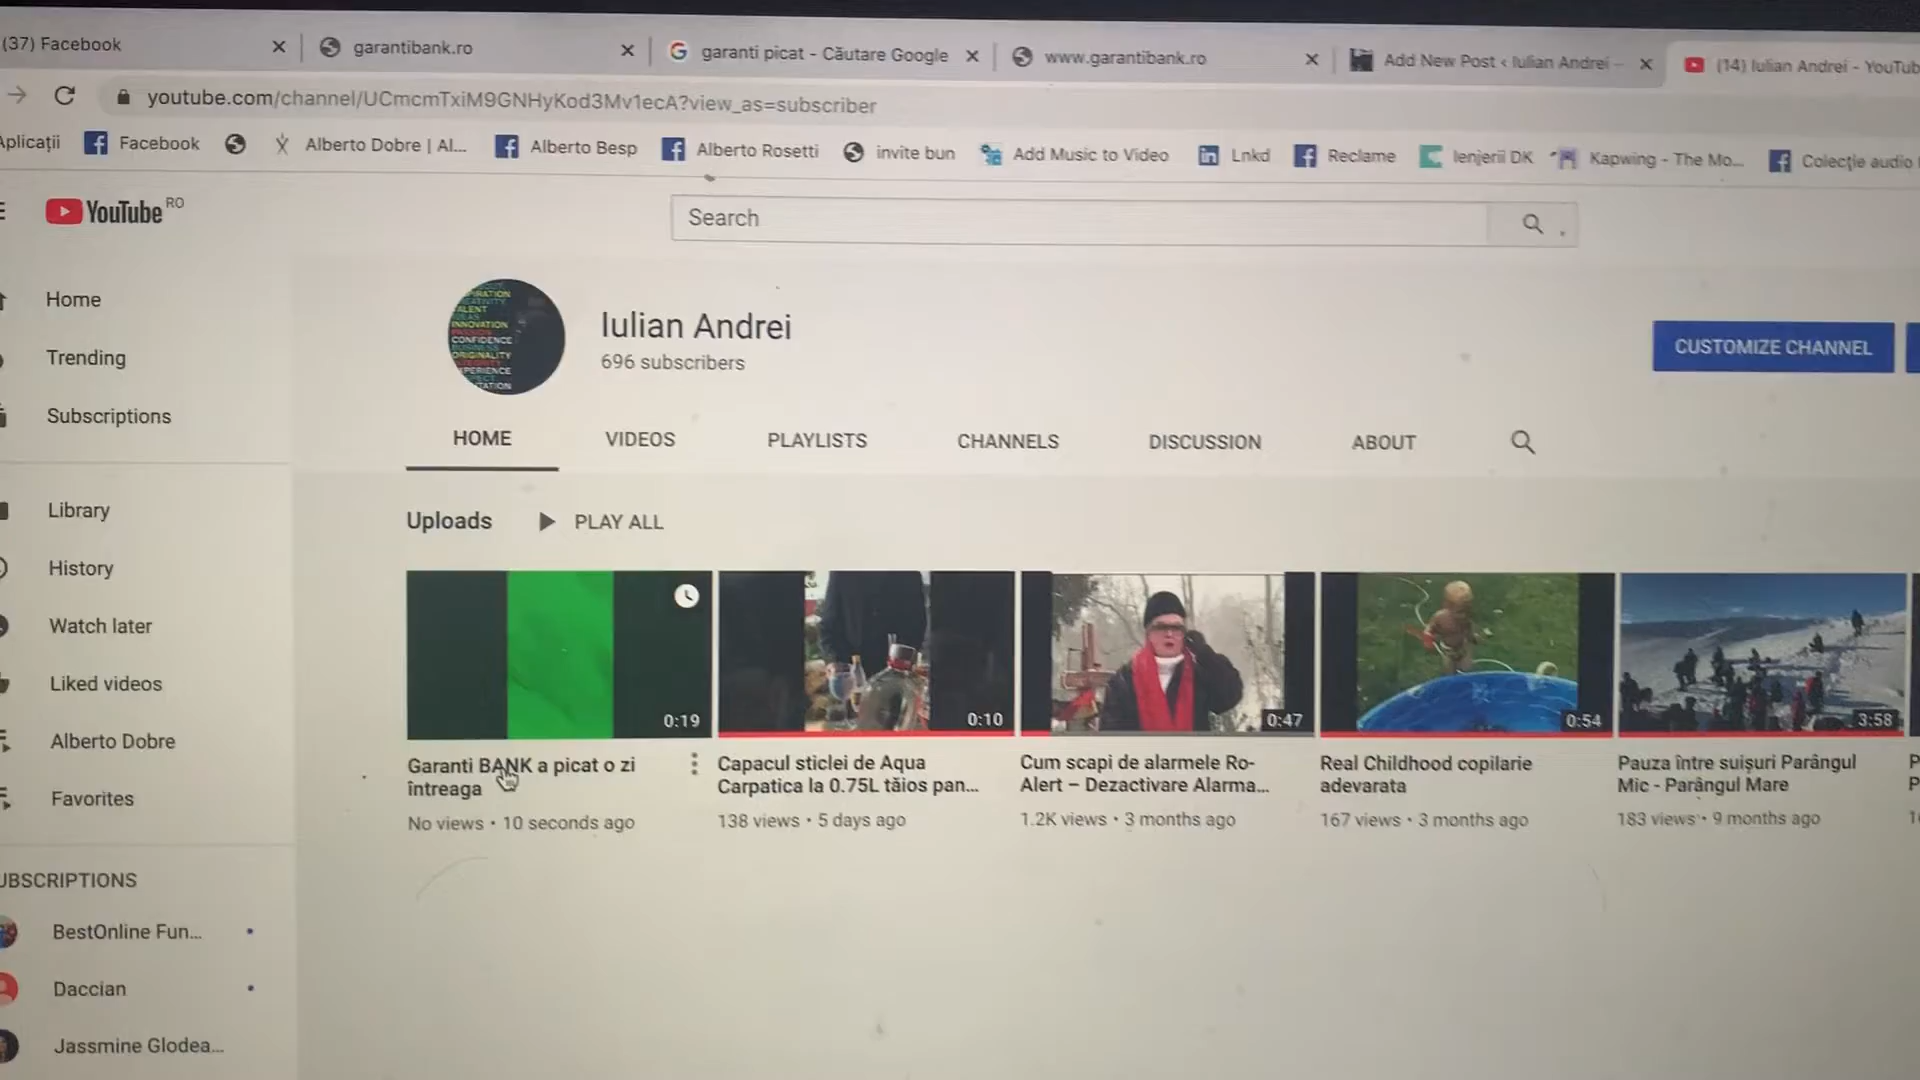 (37) Facebook
garantibank.ro
garanti picat - Căutare Google
www.garantibank.ro
Add New Post ‹ Iulian Andrei –
(14) Iulian Andrei - YouTub
youtube.com/channel/UCmcmTxiM9GNHyKod3Mv1ecA?view_as=subscriber
Aplicații
Facebook
Alberto Dobre | Al...
Alberto Besp
Alberto Rosetti
invite bun
Add Music to Video
Lnkd
Reclame
Ienjerii DK
Kapwing - The Mo...
Colecţie audio
YouTube RO
Search
Home
Trending
Subscriptions
Library
History
Watch later
Liked videos
Alberto Dobre
Favorites
UBSCRIPTIONS
BestOnline Fun...
Daccian
Jassmine Glodea...
INNOVATION
CONFIDENCE
ORIGINALITY
Iulian Andrei
696 subscribers
CUSTOMIZE CHANNEL
HOME
VIDEOS
PLAYLISTS
CHANNELS
DISCUSSION
ABOUT
Uploads
PLAY ALL
0:19
Garanti BANK a picat o zi
întreaga
No views • 10 seconds ago
0:10
Capacul sticlei de Aqua
Carpatica la 0.75L tăios pan...
138 views • 5 days ago
0:47
Cum scapi de alarmele Ro-
Alert – Dezactivare Alarma...
1.2K views • 3 months ago
0:54
Real Childhood copilarie
adevarata
167 views • 3 months ago
3:58
Pauza între suișuri Parângul
Mic - Parângul Mare
183 views • 9 months ago